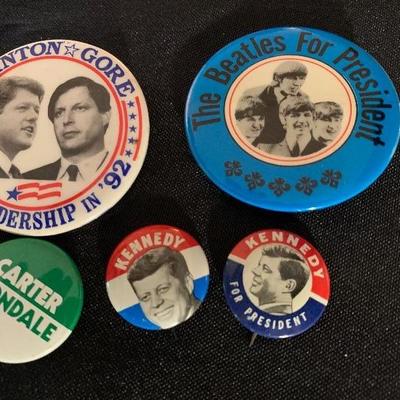 NTON ☆ GORE
DERSHIP IN '92
The Beatles For President
CARTER
NDALE
KENNEDY
KENNEDY
FOR PRESIDENT